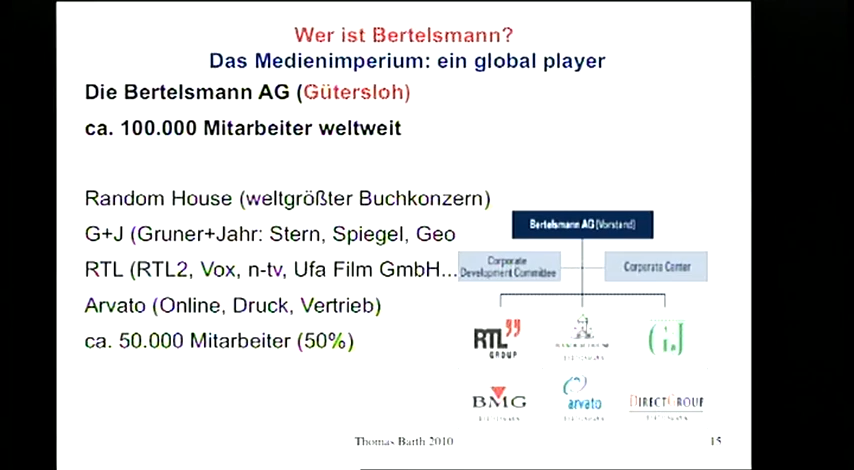 Wer ist Bertelsmann?
Das Medienimperium: ein global player
Die Bertelsmann AG (Gütersloh)
ca. 100.000 Mitarbeiter weltweit
Random House (weltgrößter Buchkonzern)
G+J (Gruner+Jahr: Stern, Spiegel, Geo
RTL (RTL2, Vox, n-tv, Ufa Film GmbH...
Arvato (Online, Druck, Vertrieb)
ca. 50.000 Mitarbeiter (50%)
Bertelsmann AG (Vorstand)
Corporate
Development Committee
Corporate Center
RTL
GROUP
G+J
BMG
arvato
DIRECTGROUP
Thomas Barth 2010
15